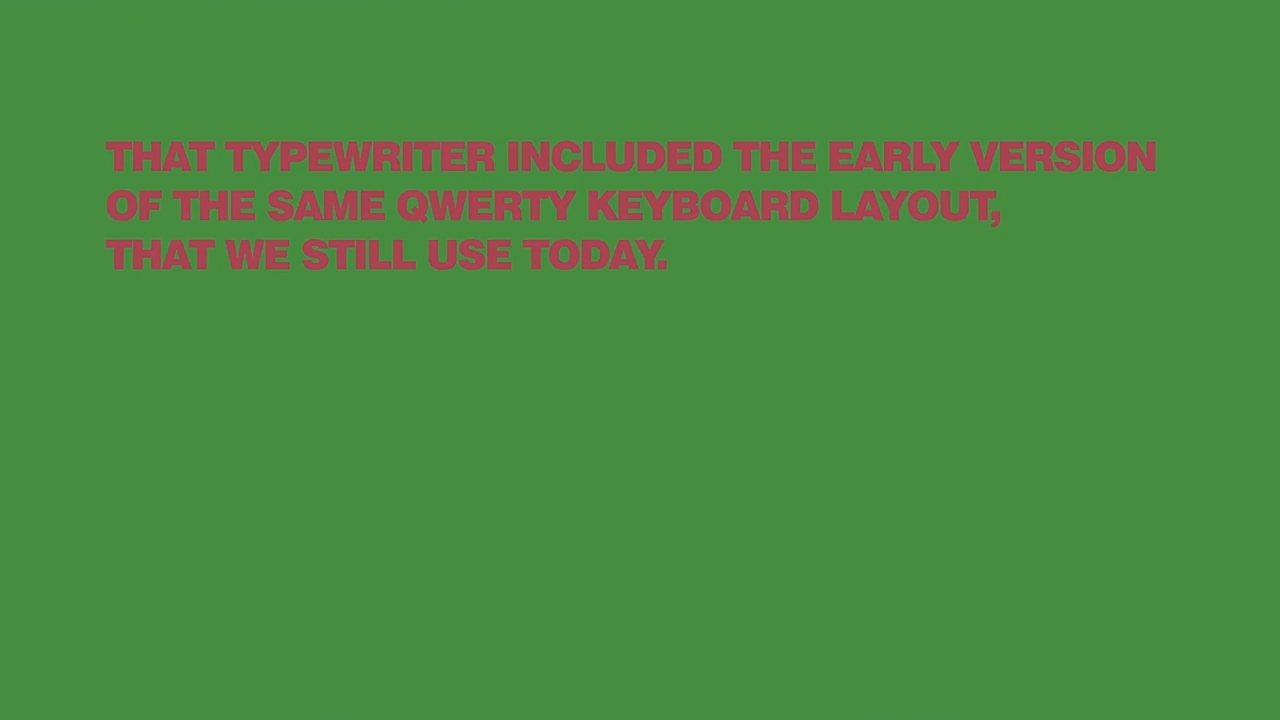 THAT TYPEWRITER INCLUDED THE EARLY VERSION
OF THE SAME QWERTY KEYBOARD LAYOUT,
THAT WE STILL USE TODAY.